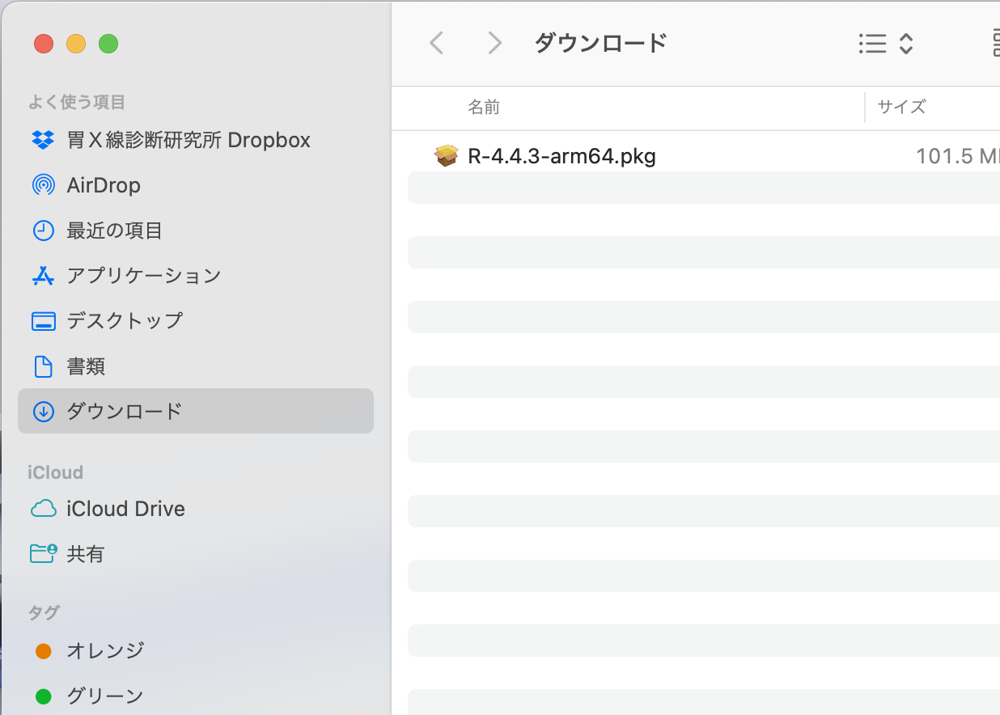 よく使う項目
胃X線診断研究所 Dropbox
AirDrop
最近の項目
アプリケーション
デスクトップ
書類
ダウンロード
iCloud
iCloud Drive
共有
タグ
オレンジ
グリーン
ダウンロード
名前
サイズ
R-4.4.3-arm64.pkg
101.5